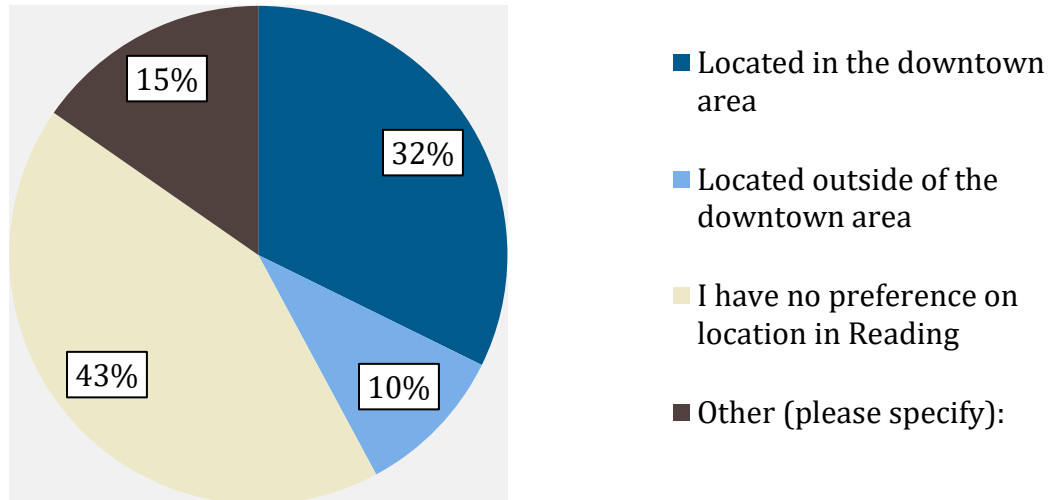 15%
32%
43%
10%
Located in the downtown
area
Located outside of the
downtown area
I have no preference on
location in Reading
Other (please specify):